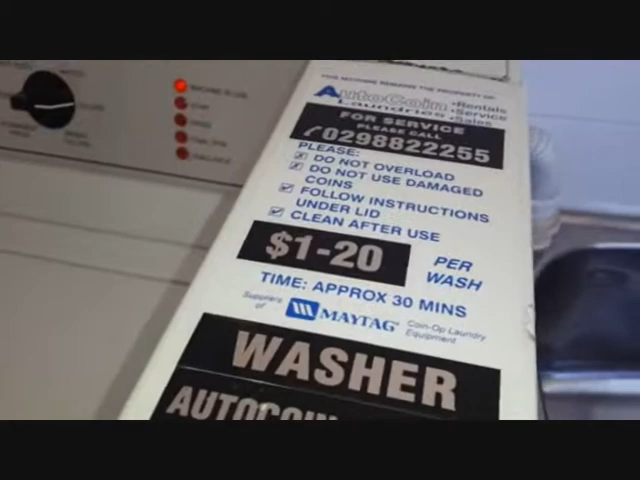 THIS MACHINE REMAINS THE PROPERTY OF:
AutoCoin
Laundries
•Rentals
•Service
•Sales
FOR SERVICE
PLEASE CALL
0298822255
PLEASE:
DO NOT OVERLOAD
DO NOT USE DAMAGED
COINS
FOLLOW INSTRUCTIONS
UNDER LID
CLEAN AFTER USE
$1-20
PER
WASH
TIME: APPROX 30 MINS
Suppliers
of
MAYTAG
Coin-Op Laundry
Equipment
WASHER
AUTOCOIN